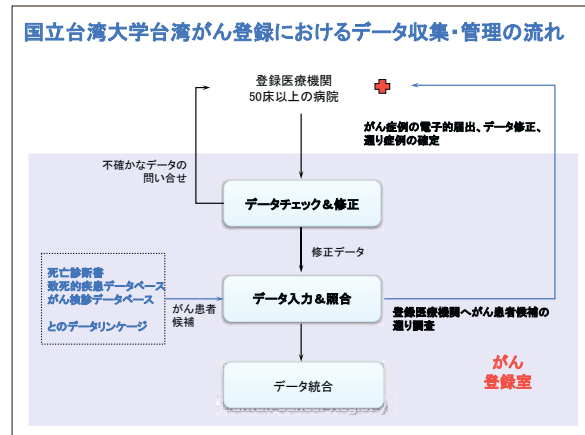 国立台湾大学台湾がん登録におけるデータ収集・管理の流れ
登録医療機関
50床以上の病院
がん症例の電子的届出、データ修正、
遡り症例の確定
不確かなデータの
問い合せ
データチェック＆修正
修正データ
死亡診断書
致死的疾患データベース
がん検診データベース
とのデータリンケージ
がん患者
候補
データ入力＆照合
登録医療機関へがん患者候補の
遡り調査
がん
登録室
データ統合